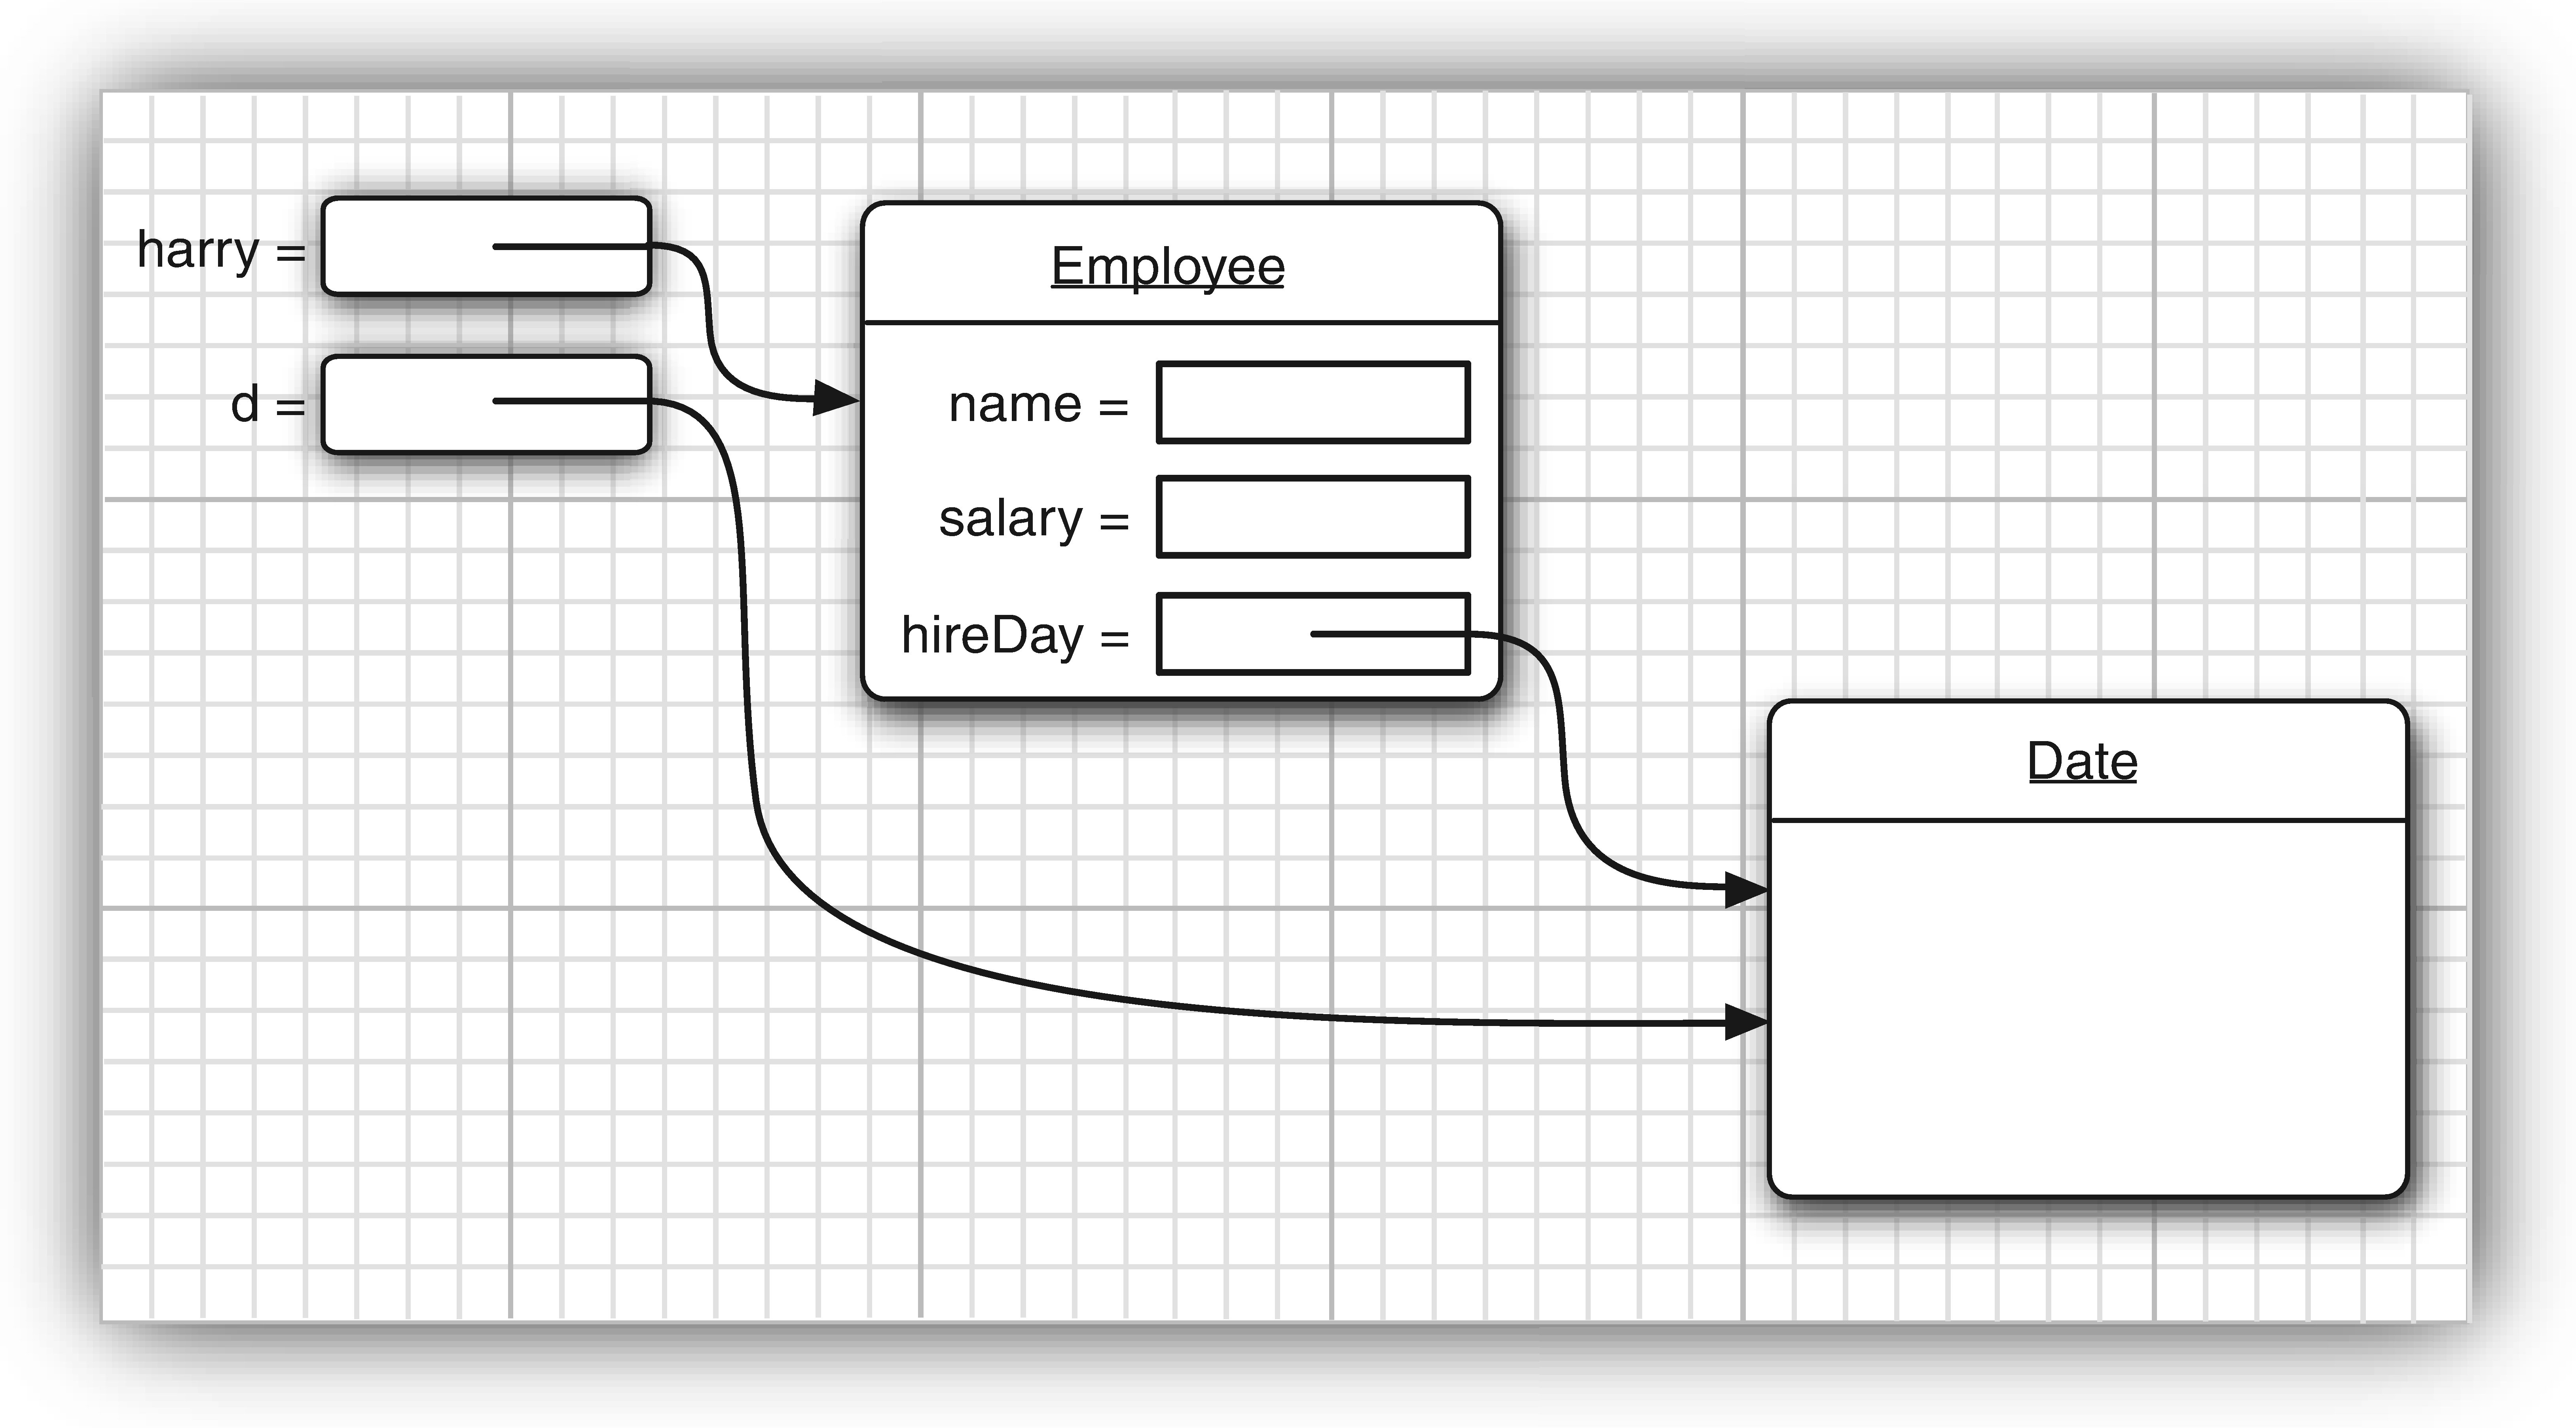 harry =
d =
Employee
name =
salary =
hireDay =
Date